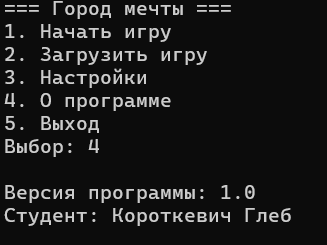 === Город мечты ===
1. Начать игру
2. Загрузить игру
3. Настройки
4. О программе
5. Выход
Выбор: 4
Версия программы: 1.0
Студент: Короткевич Глеб